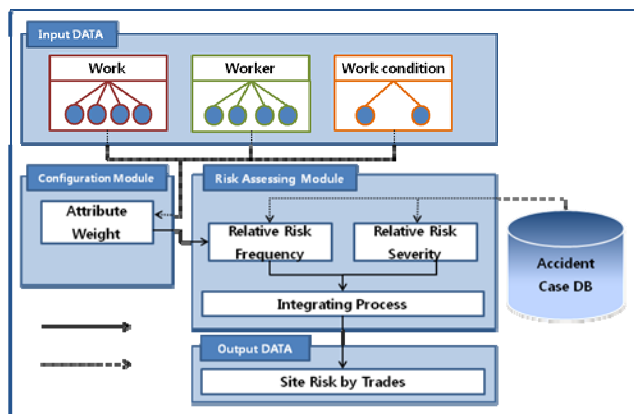 Input DATA
Work
Worker
Work condition
Configuration Module
Risk Assessing Module
Attribute
Weight
Relative Risk
Frequency
Relative Risk
Severity
Accident
Case DB
Integrating Process
Output DATA
Site Risk by Trades